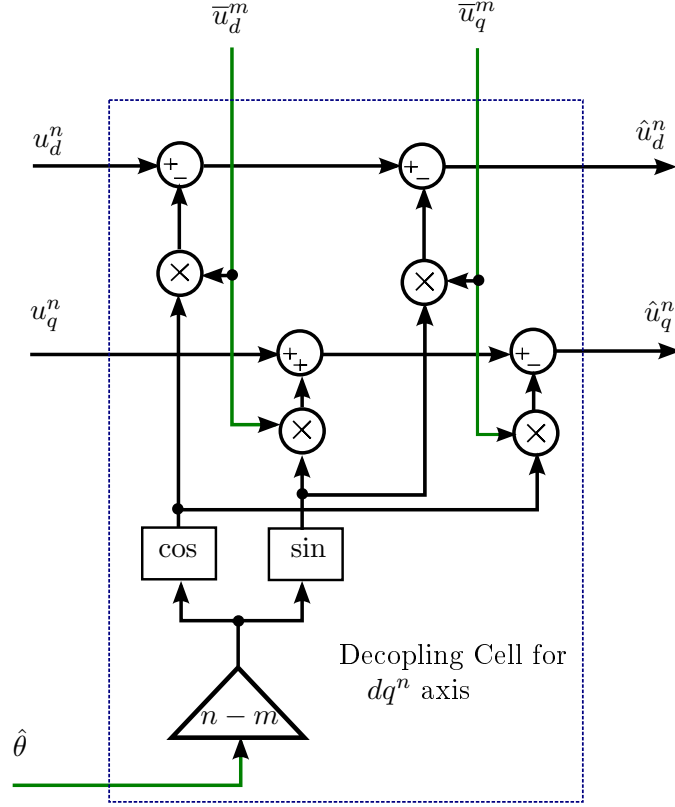 ū_d^m ū_q^m
u_d^n û_d^n
+ − + −
× ×
u_q^n û_q^n
+ + + −
× ×
cos sin
Decopling Cell for
dq^n axis
n − m
θ̂